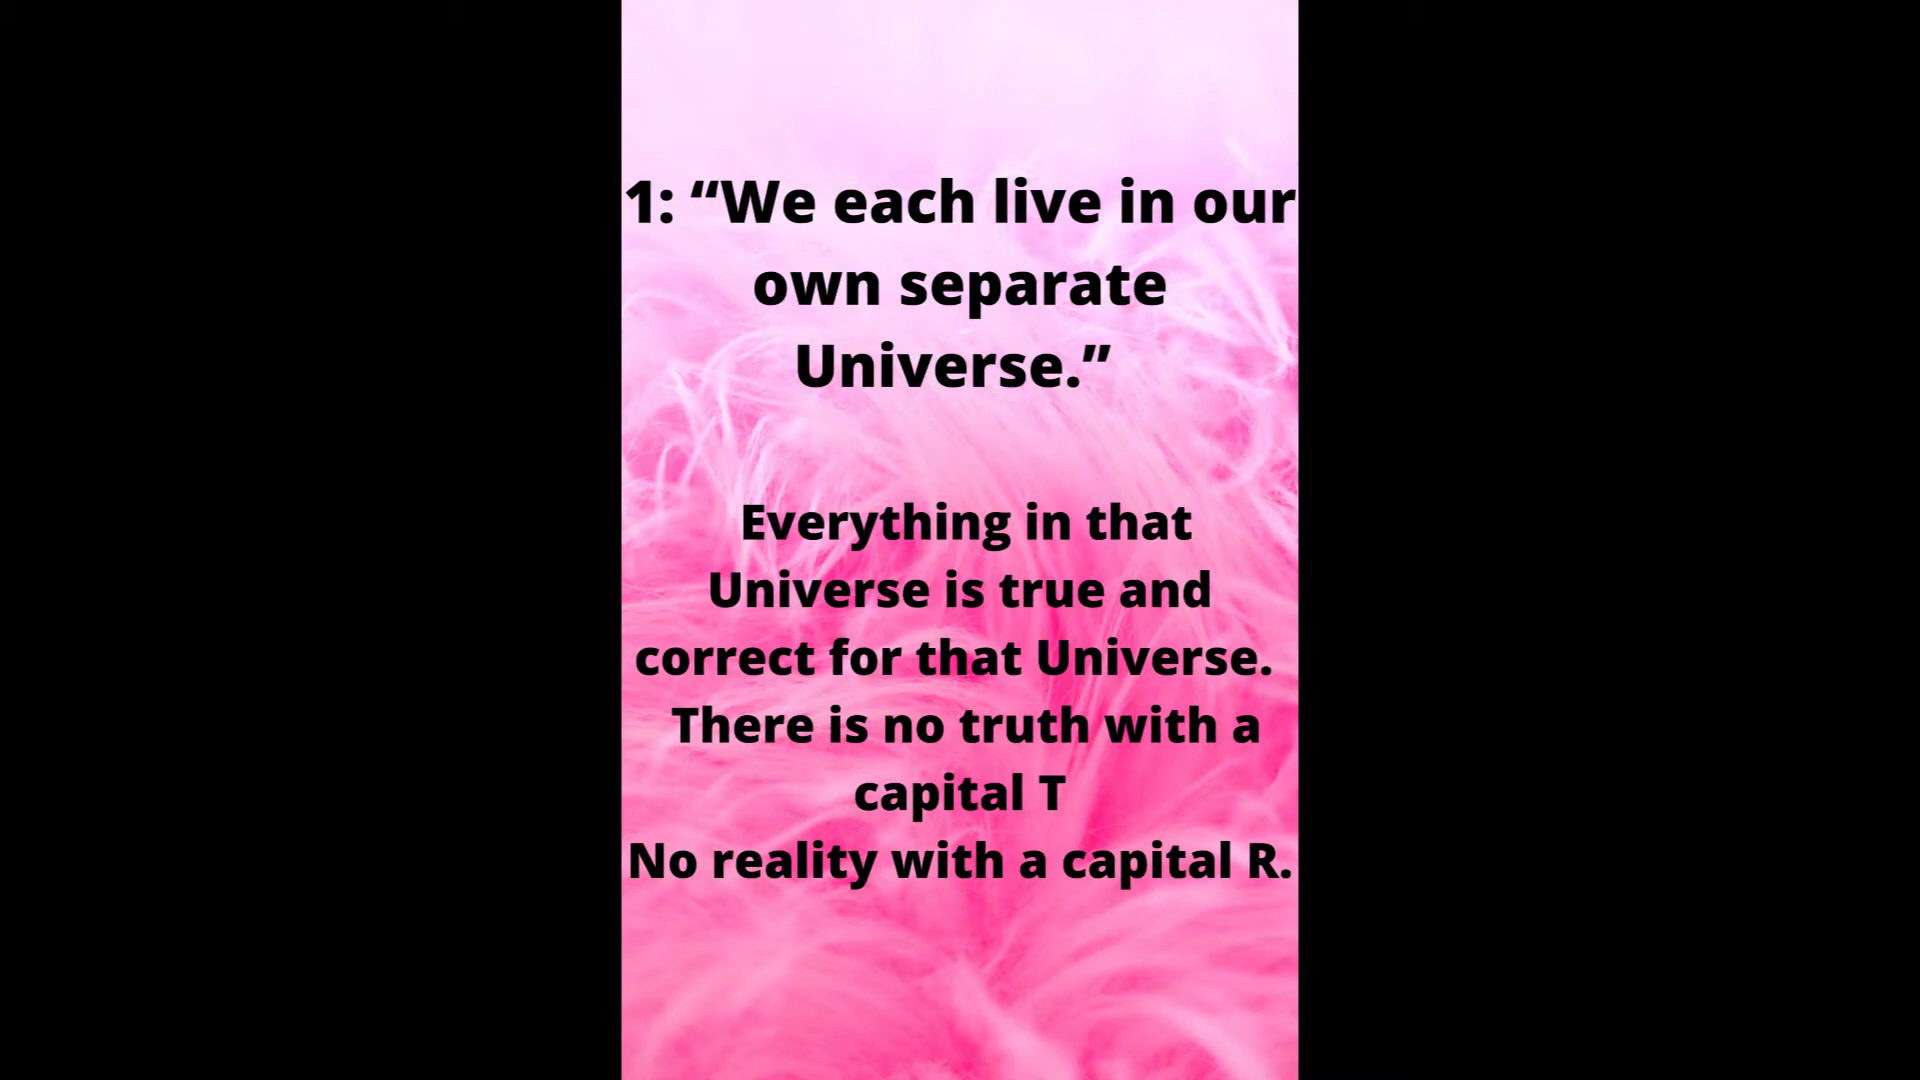 1: “We each live in our
own separate
Universe.”
Everything in that
Universe is true and
correct for that Universe.
There is no truth with a
capital T
No reality with a capital R.